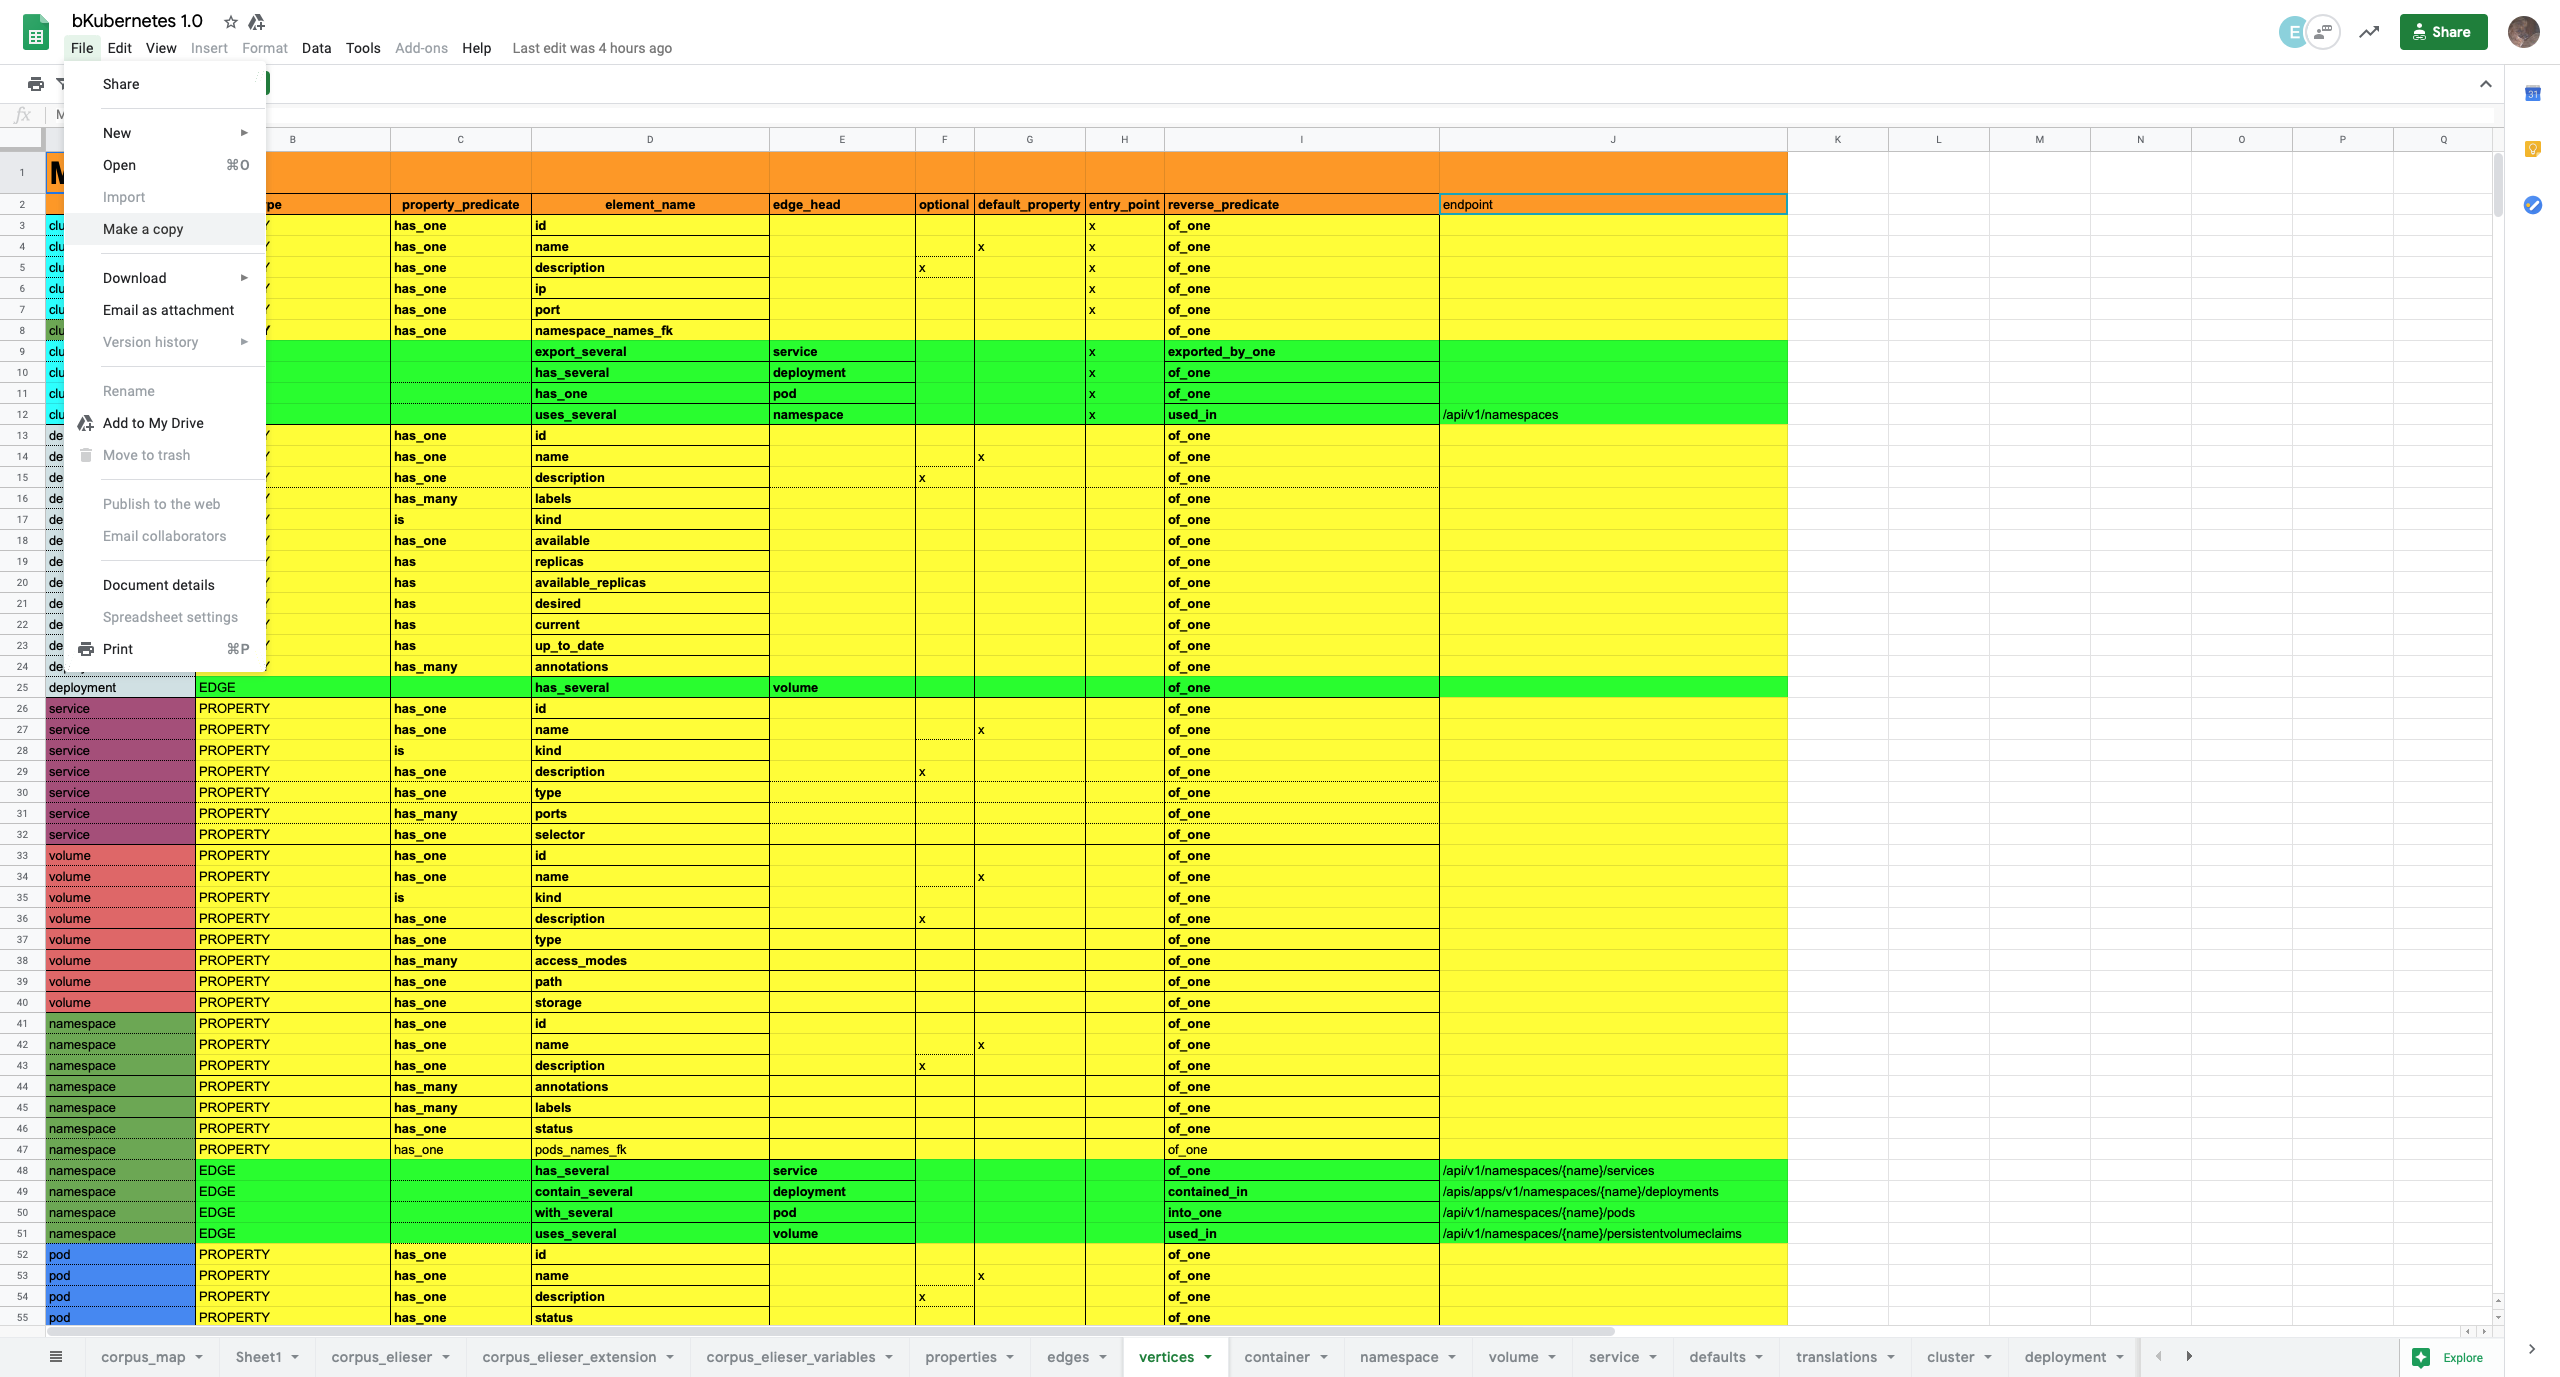 bKubernetes 1.0
File Edit View Insert Format Data Tools Add-ons Help Last edit was 4 hours ago
E Share
Share
New
Open ⌘O
Import
Make a copy
Download
Email as attachment
Version history
Rename
Add to My Drive
Move to trash
Publish to the web
Email collaborators
Document details
Spreadsheet settings
Print ⌘P
fx M
B C D E F G H I J K L M N O P Q
1 M
2 pe property_predicate element_name edge_head optional default_property entry_point reverse_predicate endpoint
3 clu Y has_one id x of_one
4 clu Y has_one name x x of_one
5 clu Y has_one description x x of_one
6 clu Y has_one ip x of_one
7 clu Y has_one port x of_one
8 clu Y has_one namespace_names_fk of_one
9 clu export_several service x exported_by_one
10 clu has_several deployment x of_one
11 clu has_one pod x of_one
12 clu uses_several namespace x used_in /api/v1/namespaces
13 de Y has_one id of_one
14 de Y has_one name x of_one
15 de Y has_one description x of_one
16 de Y has_many labels of_one
17 de Y is kind of_one
18 de Y has_one available of_one
19 de Y has replicas of_one
20 de Y has available_replicas of_one
21 de Y has desired of_one
22 de Y has current of_one
23 de Y has up_to_date of_one
24 de Y has_many annotations of_one
25 deployment EDGE has_several volume of_one
26 service PROPERTY has_one id of_one
27 service PROPERTY has_one name x of_one
28 service PROPERTY is kind of_one
29 service PROPERTY has_one description x of_one
30 service PROPERTY has_one type of_one
31 service PROPERTY has_many ports of_one
32 service PROPERTY has_one selector of_one
33 volume PROPERTY has_one id of_one
34 volume PROPERTY has_one name x of_one
35 volume PROPERTY is kind of_one
36 volume PROPERTY has_one description x of_one
37 volume PROPERTY has_one type of_one
38 volume PROPERTY has_many access_modes of_one
39 volume PROPERTY has_one path of_one
40 volume PROPERTY has_one storage of_one
41 namespace PROPERTY has_one id of_one
42 namespace PROPERTY has_one name x of_one
43 namespace PROPERTY has_one description x of_one
44 namespace PROPERTY has_many annotations of_one
45 namespace PROPERTY has_many labels of_one
46 namespace PROPERTY has_one status of_one
47 namespace PROPERTY has_one pods_names_fk of_one
48 namespace EDGE has_several service of_one /api/v1/namespaces/{name}/services
49 namespace EDGE contain_several deployment contained_in /apis/apps/v1/namespaces/{name}/deployments
50 namespace EDGE with_several pod into_one /api/v1/namespaces/{name}/pods
51 namespace EDGE uses_several volume used_in /api/v1/namespaces/{name}/persistentvolumeclaims
52 pod PROPERTY has_one id of_one
53 pod PROPERTY has_one name x of_one
54 pod PROPERTY has_one description x of_one
55 pod PROPERTY has_one status of_one
corpus_map Sheet1 corpus_elieser corpus_elieser_extension corpus_elieser_variables properties edges vertices container namespace volume service defaults translations cluster deployment Explore
31